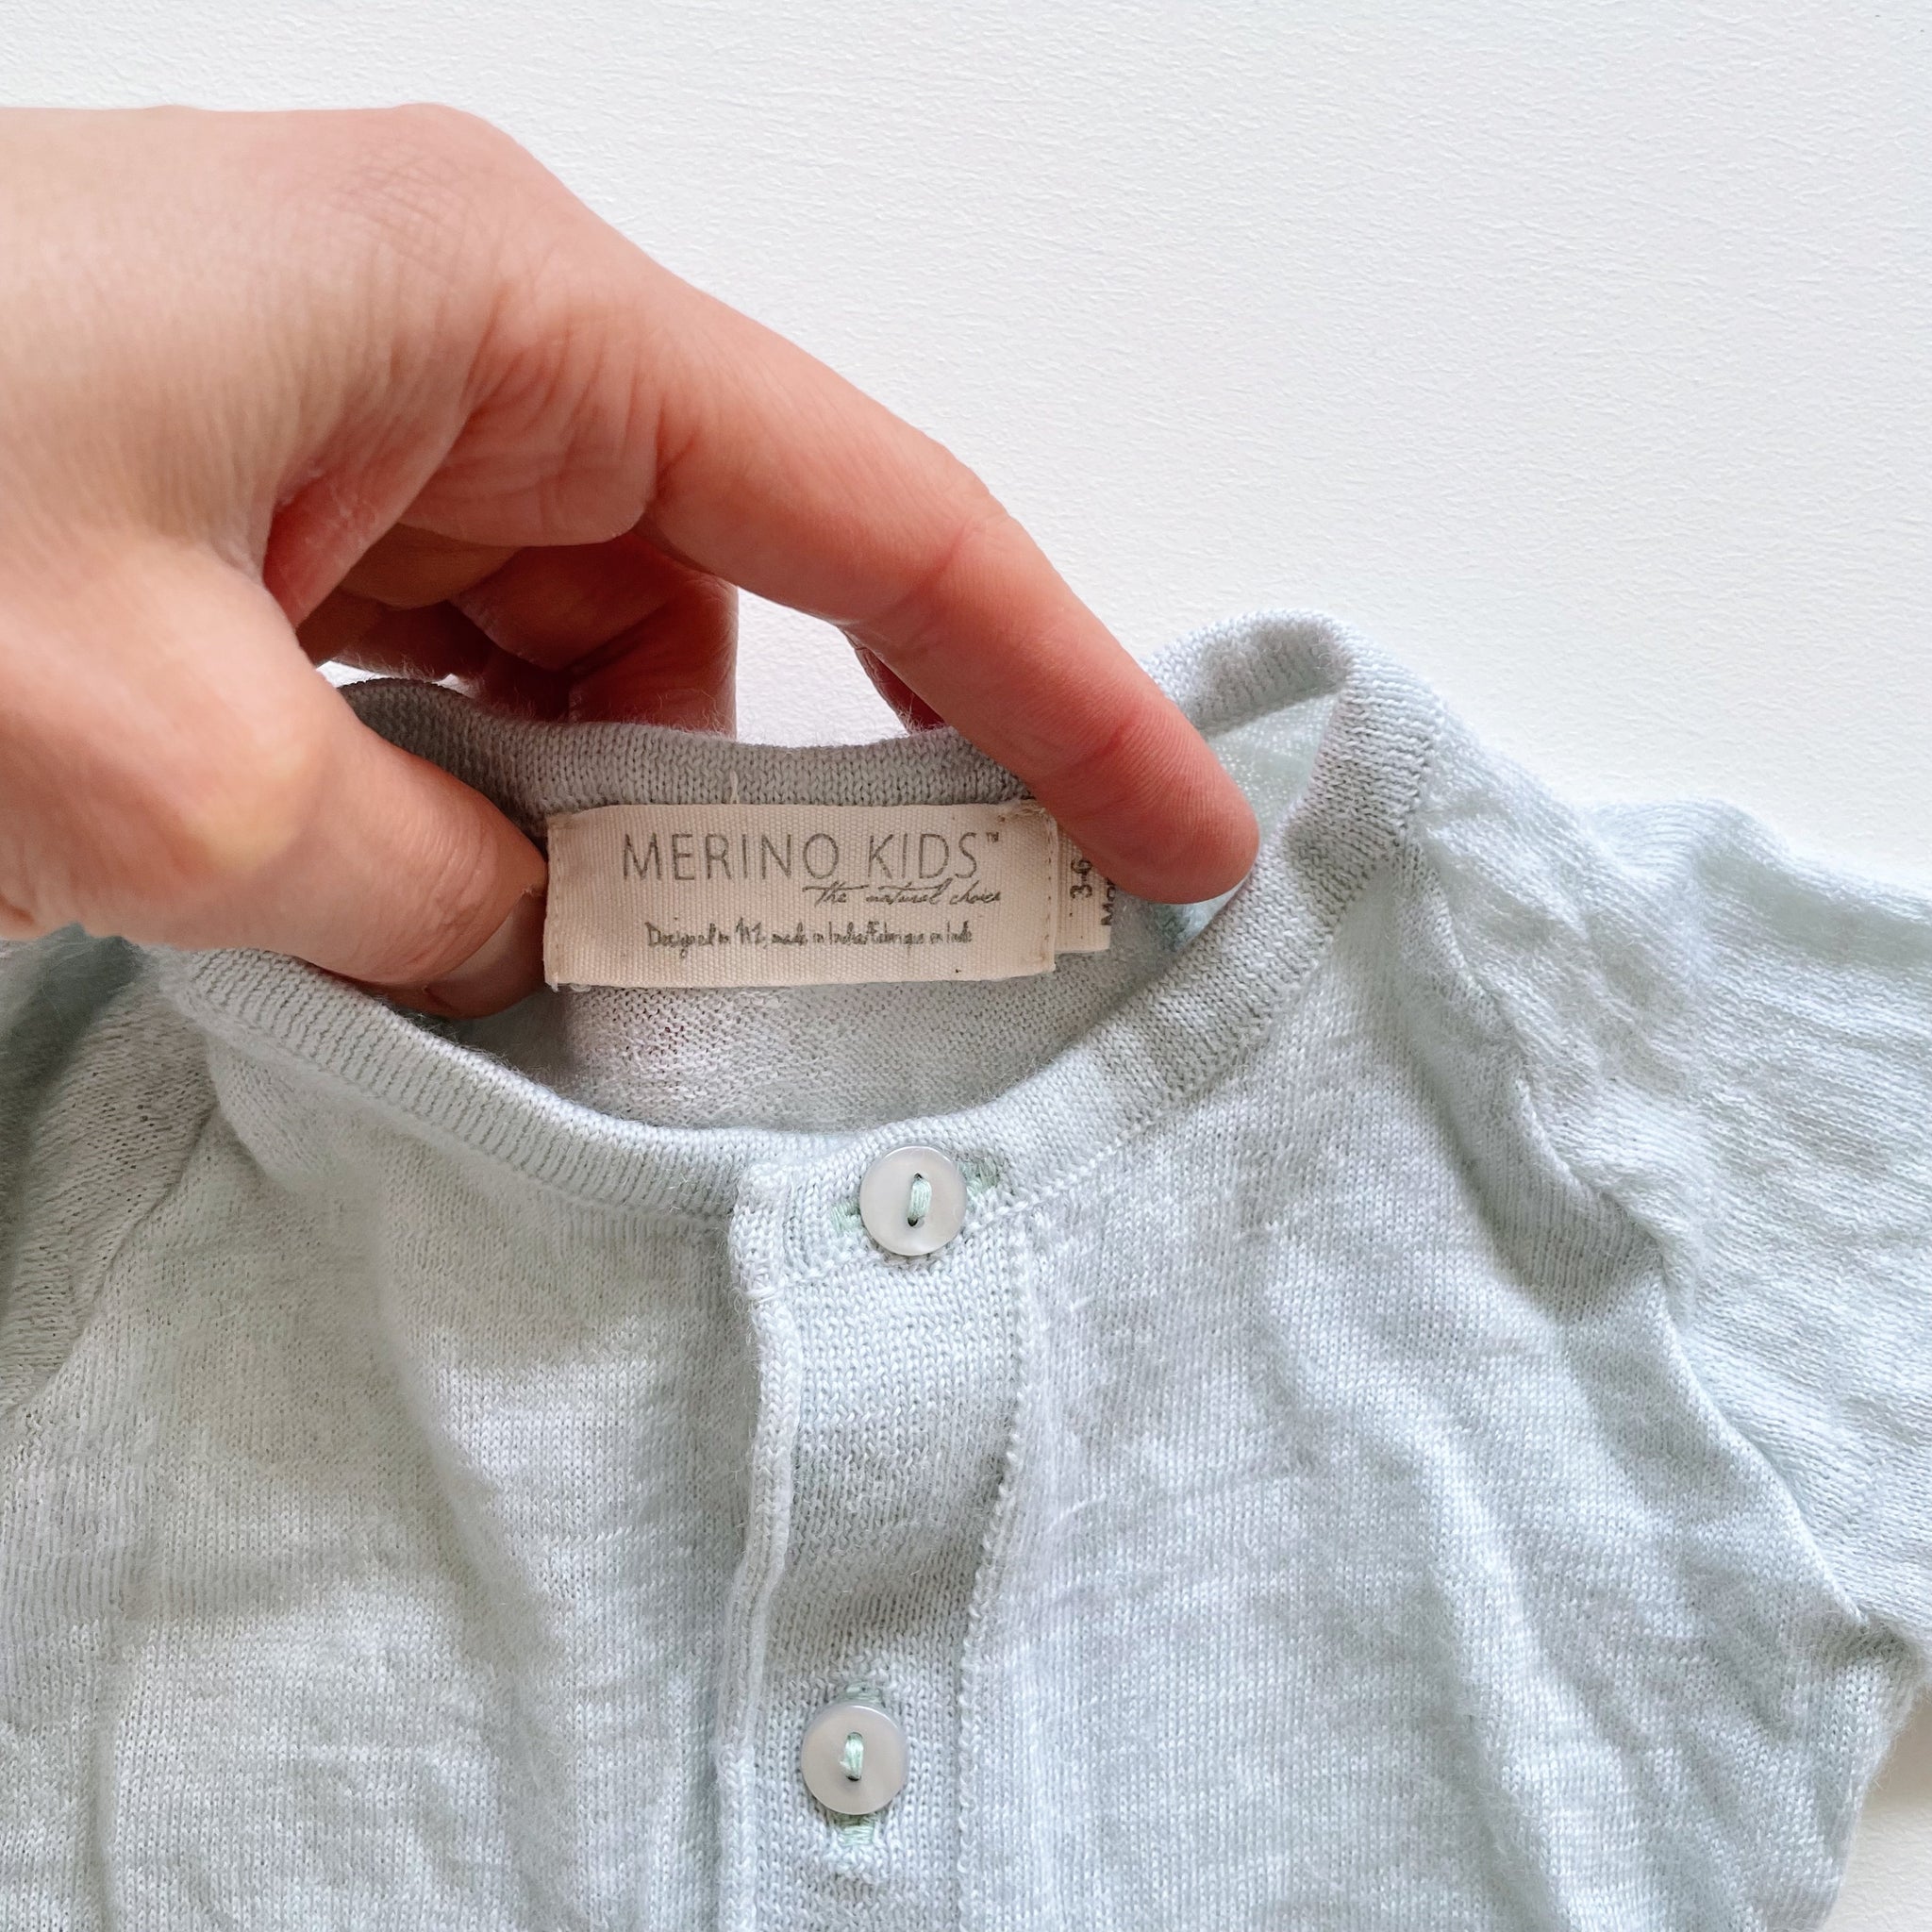 MERINO KIDS™
the natural choice
Designed in NZ, made in India/Fabriqué en Inde
3-6